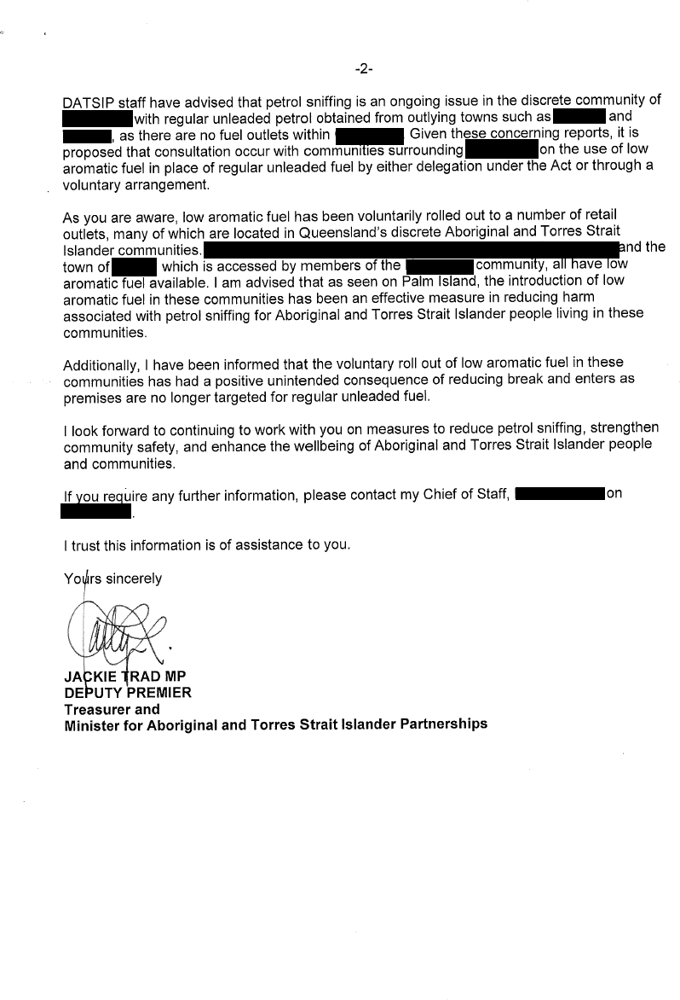 -2-
DATSIP staff have advised that petrol sniffing is an ongoing issue in the discrete community of
with regular unleaded petrol obtained from outlying towns such as and
, as there are no fuel outlets within Given these concerning reports, it is
proposed that consultation occur with communities surrounding on the use of low
aromatic fuel in place of regular unleaded fuel by either delegation under the Act or through a
voluntary arrangement.
As you are aware, low aromatic fuel has been voluntarily rolled out to a number of retail
outlets, many of which are located in Queensland's discrete Aboriginal and Torres Strait
Islander communities. and the
town of which is accessed by members of the community, all have low
aromatic fuel available. I am advised that as seen on Palm Island, the introduction of low
aromatic fuel in these communities has been an effective measure in reducing harm
associated with petrol sniffing for Aboriginal and Torres Strait Islander people living in these
communities.
Additionally, I have been informed that the voluntary roll out of low aromatic fuel in these
communities has had a positive unintended consequence of reducing break and enters as
premises are no longer targeted for regular unleaded fuel.
I look forward to continuing to work with you on measures to reduce petrol sniffing, strengthen
community safety, and enhance the wellbeing of Aboriginal and Torres Strait Islander people
and communities.
If you require any further information, please contact my Chief of Staff, on
.
I trust this information is of assistance to you.
Yours sincerely
JACKIE TRAD MP
DEPUTY PREMIER
Treasurer and
Minister for Aboriginal and Torres Strait Islander Partnerships